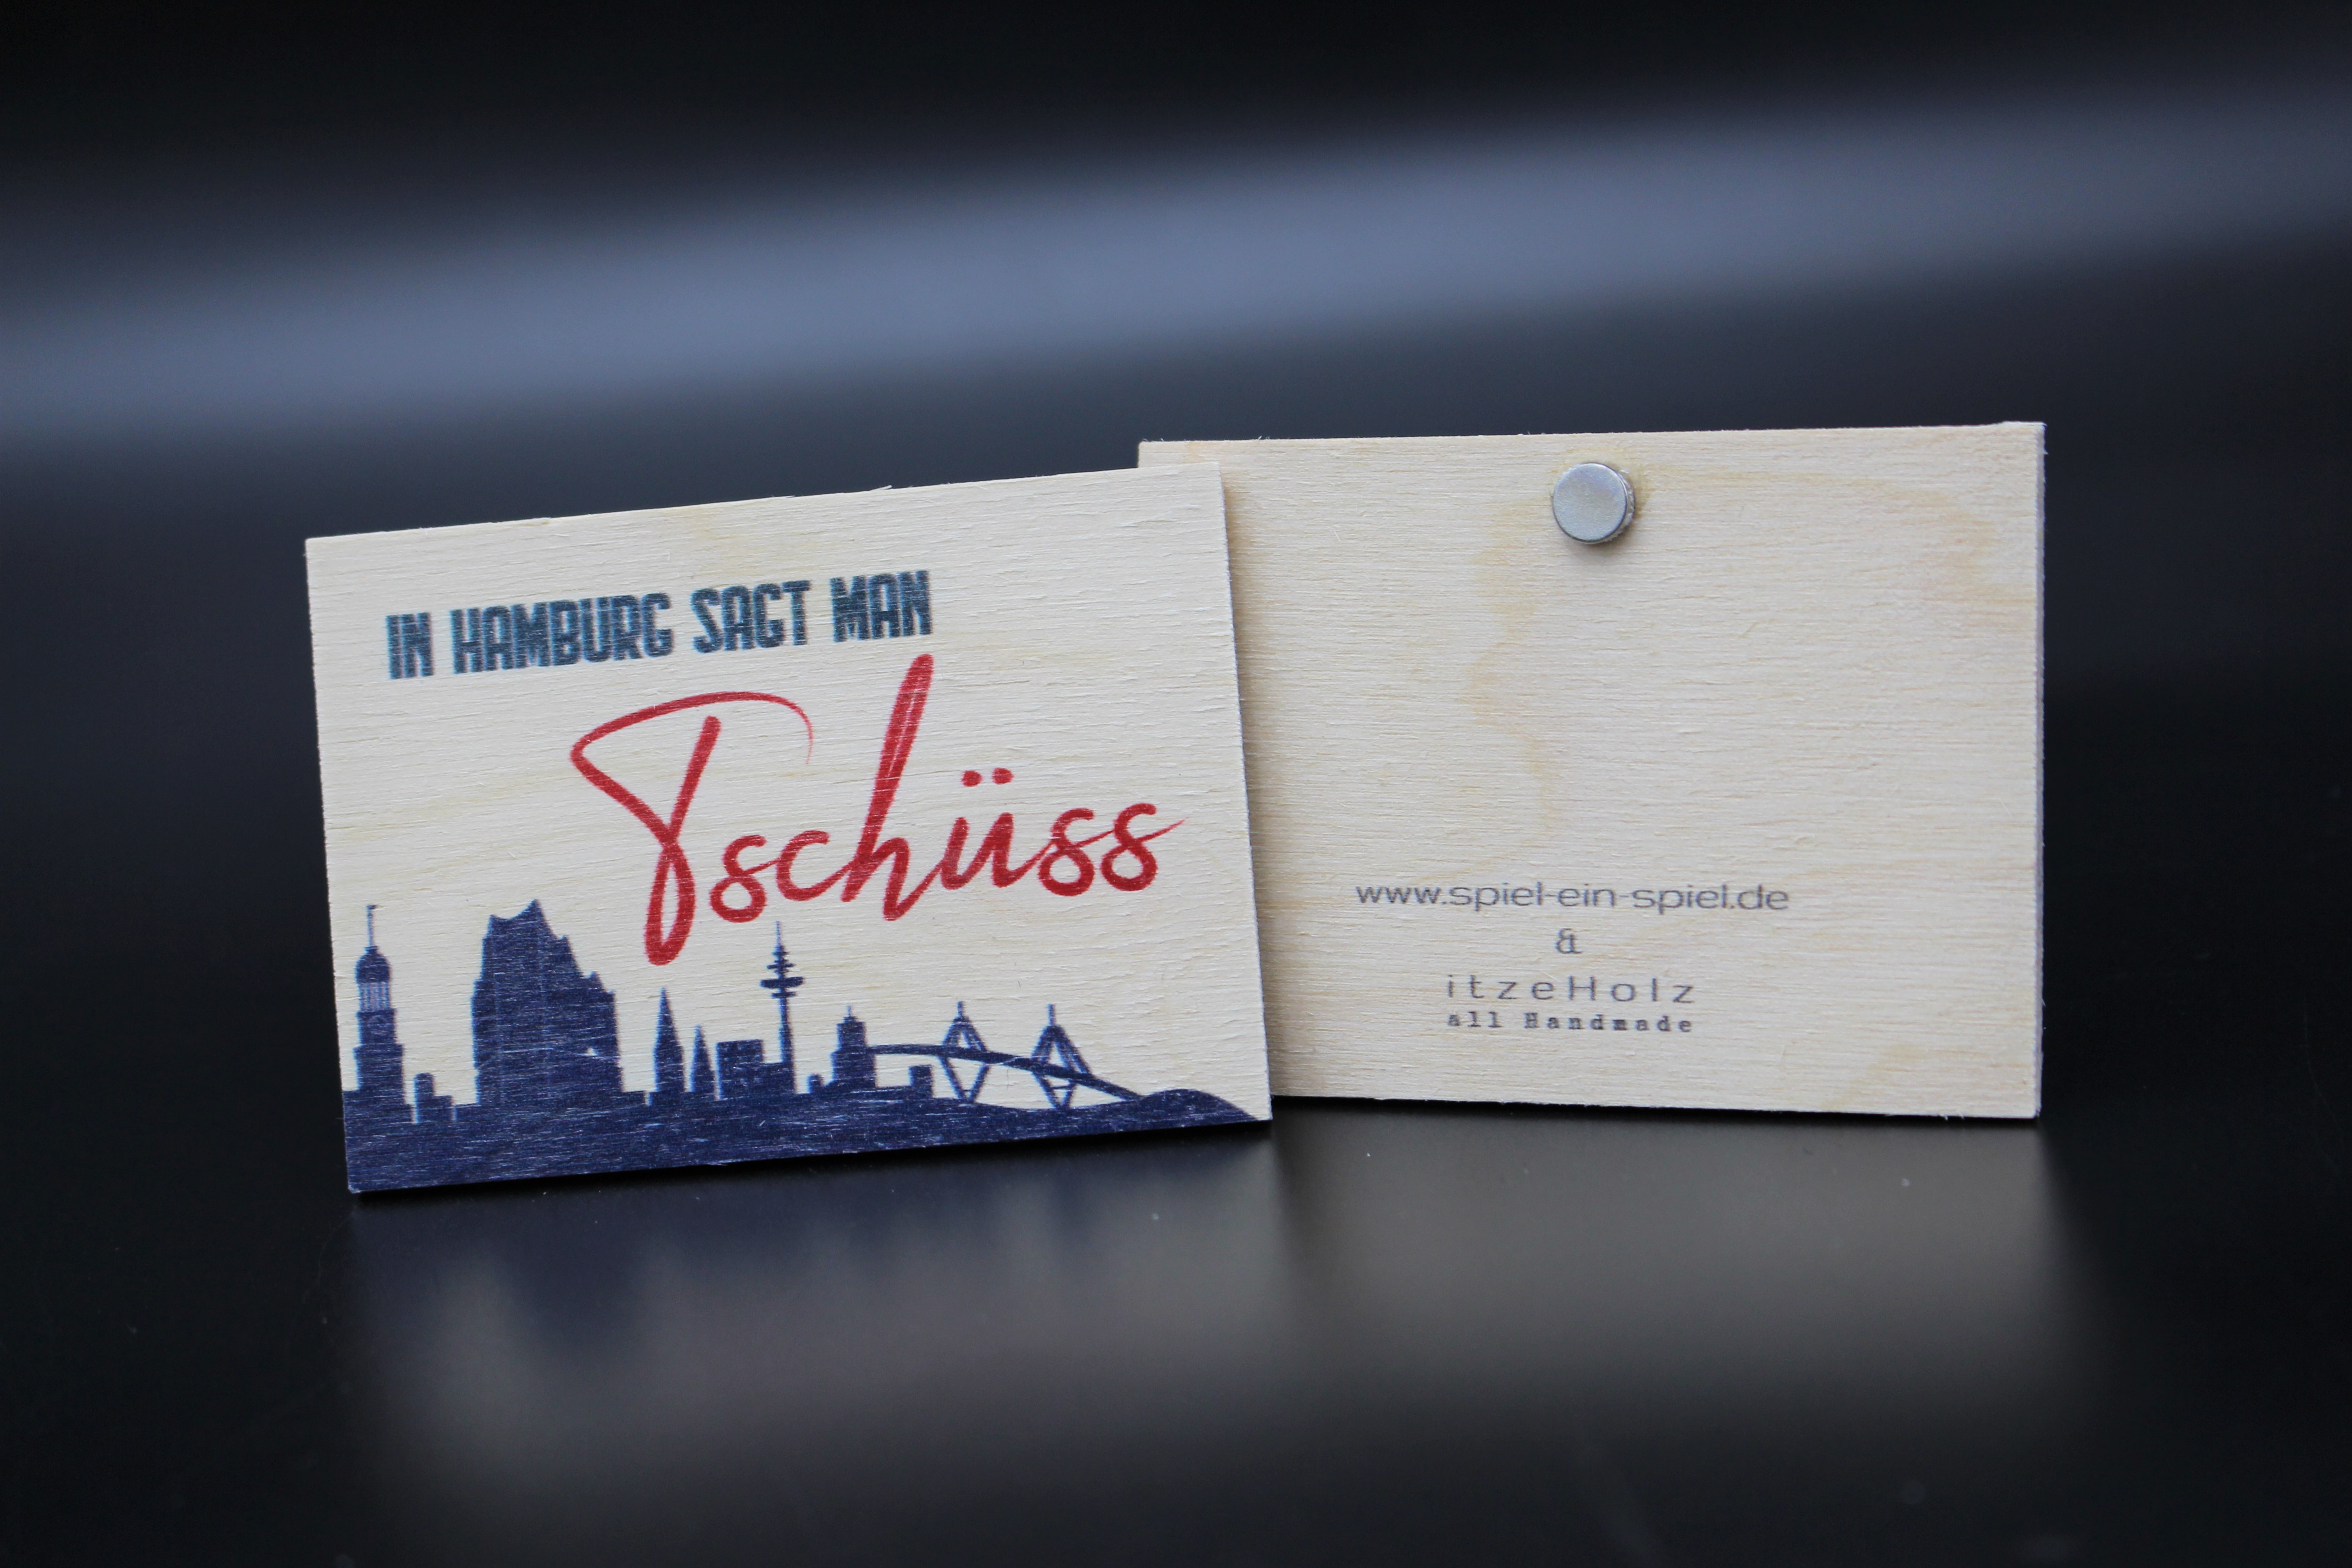 IN HAMBURG SAGT MAN
Tschüss
www.spiel-ein-spiel.de
&
itzeHolz
all Handmade